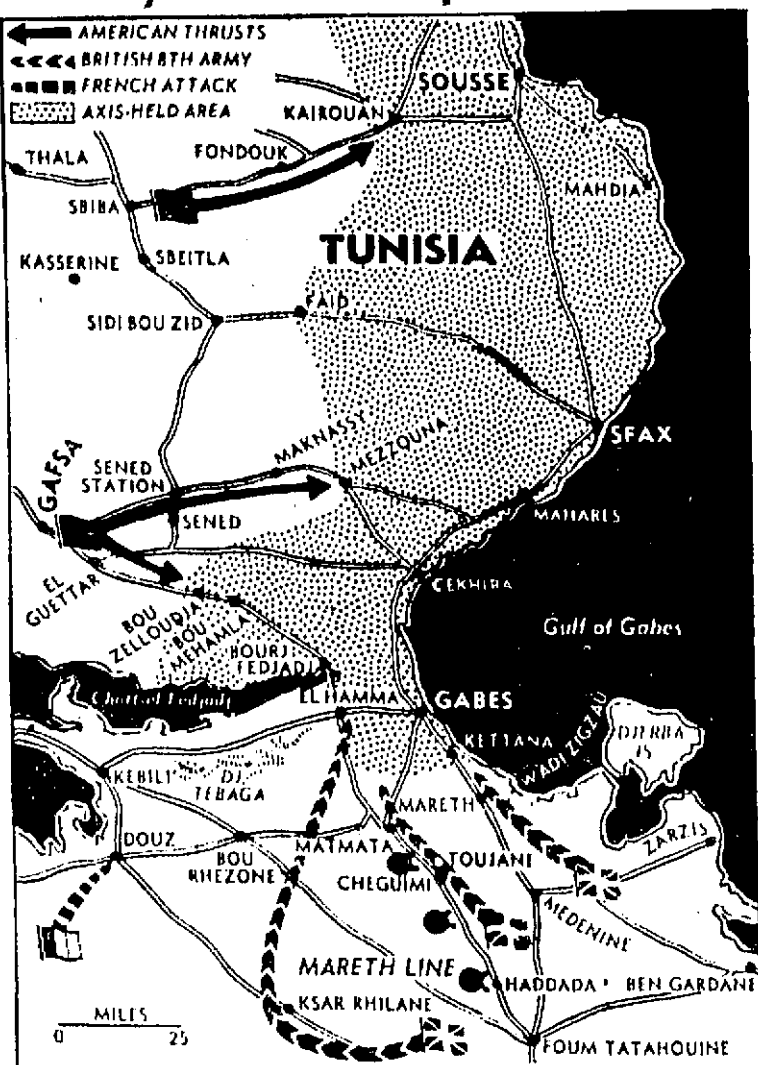 AMERICAN THRUSTS
BRITISH 8TH ARMY
FRENCH ATTACK
AXIS-HELD AREA
SOUSSE
KAIROUAN
THALA
FONDOUK
MAHDIA
SBIBA
TUNISIA
SBEITLA
KASSERINE
FAID
SIDI BOU ZID
SFAX
MAKNASSY
MEZZOUNA
GAFSA
SENED
STATION
SENED
MAHARES
EL
GUETTAR
CEKHIRA
BOU
ZELLOUDJA
BOU
MEHAMLA
Gulf of Gabes
BOURJ
FEDJADJ
EL HAMMA
GABES
KETTANA
WADI ZIGZAU
DJERBA
IS
KEBILI
DJ.
TEBAGA
MARETH
ZARZIS
DOUZ
BOU
RHEZONE
MATMATA
TOUJANE
CHEGUIMI
MEDENINE
MARETH LINE
HADDADA
BEN GARDANE
KSAR RHILANE
MILES
0 25
FOUM TATAHOUINE